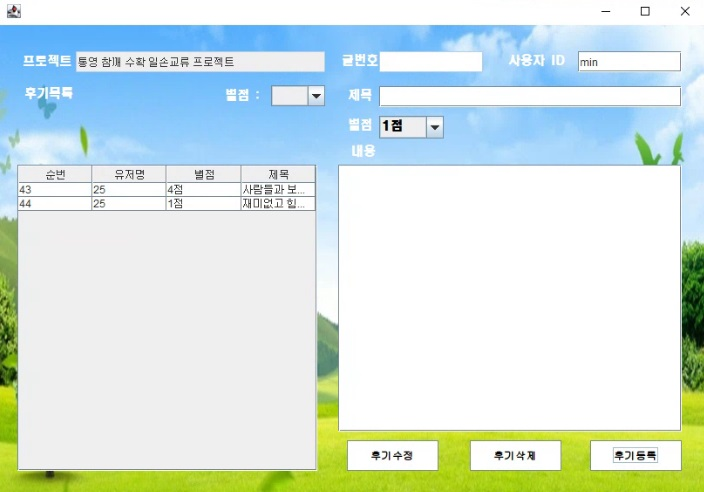 프로젝트 통영 함께 수확 일손교류 프로젝트 글번호 사용자 ID min
후기목록 별점 : 제목
별점 1점
내용
순번 유저명 별점 제목
43 25 4점 사람들과 보...
44 25 1점 재미없고 힘...
후기수정 후기삭제 후기등록